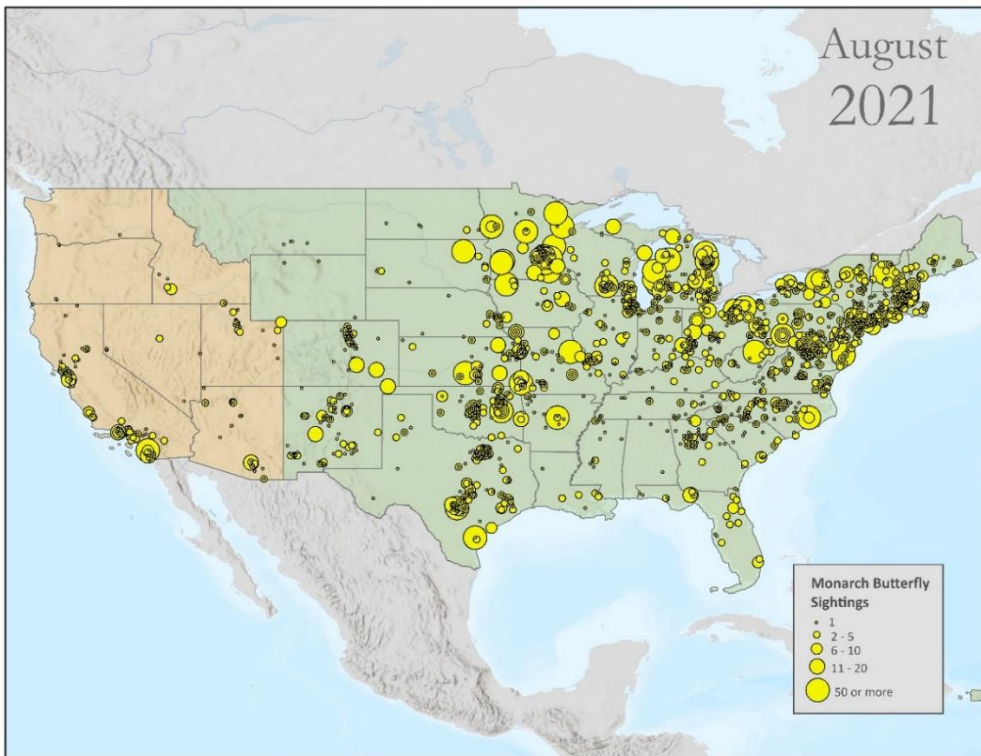 August
2021
Monarch Butterfly
Sightings
1
2 - 5
6 - 10
11 - 20
50 or more